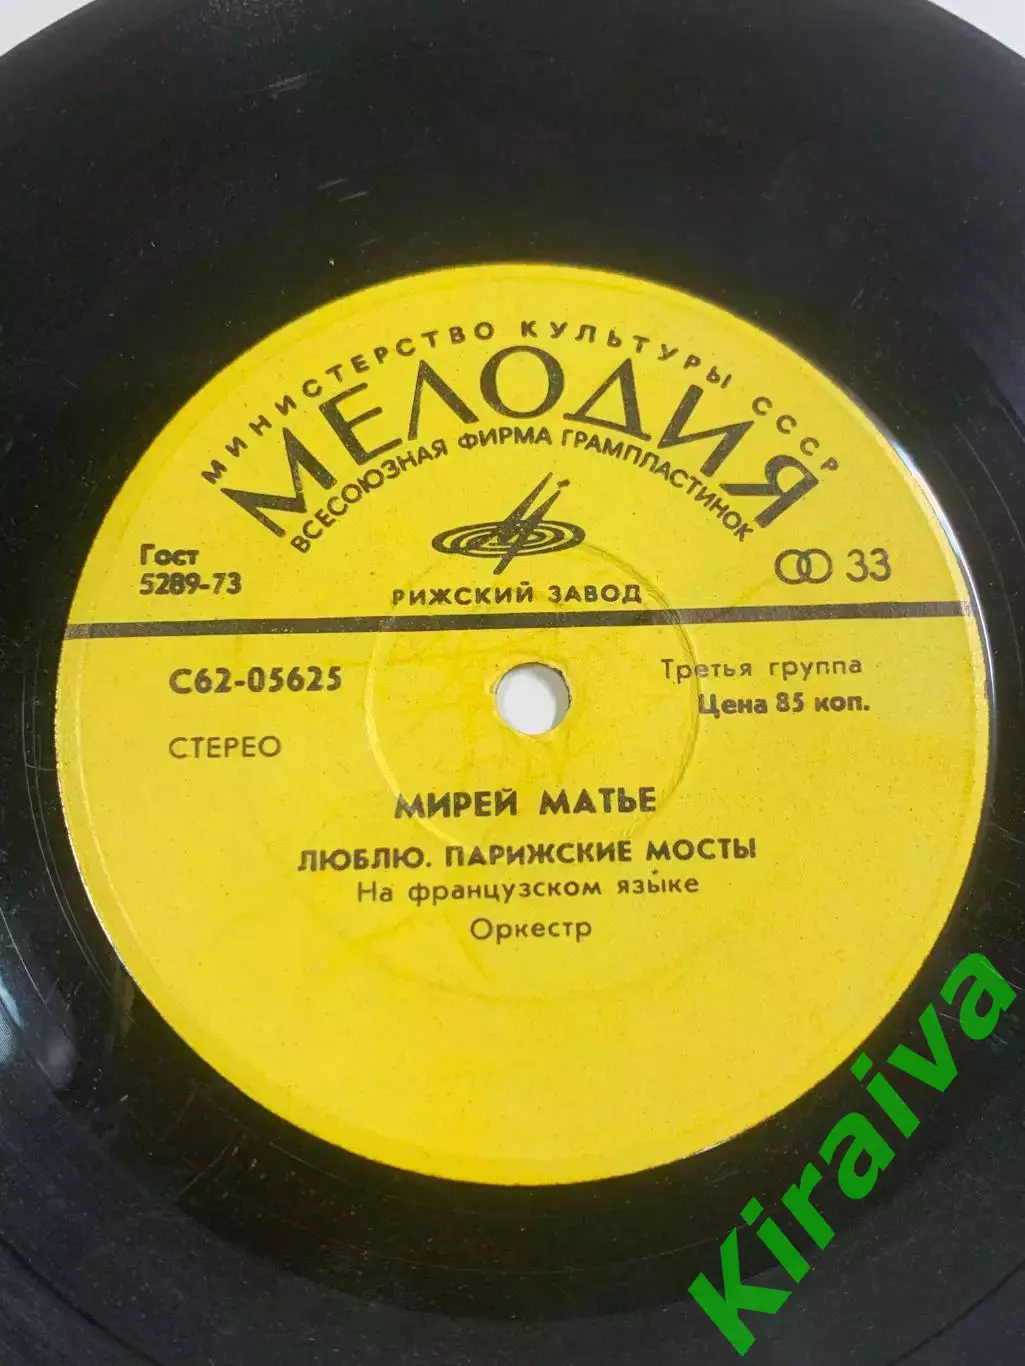 МИНИСТЕРСТВО КУЛЬТУРЫ СССР
МЕЛОДИЯ
ВСЕСОЮЗНАЯ ФИРМА ГРАМПЛАСТИНОК
Гост
5289-73
33
РИЖСКИЙ ЗАВОД
С62-05625
Третья группа
Цена 85 коп.
СТЕРЕО
МИРЕЙ МАТЬЕ
ЛЮБЛЮ. ПАРИЖСКИЕ МОСТЫ
На французском языке
Оркестр
Kiraiva